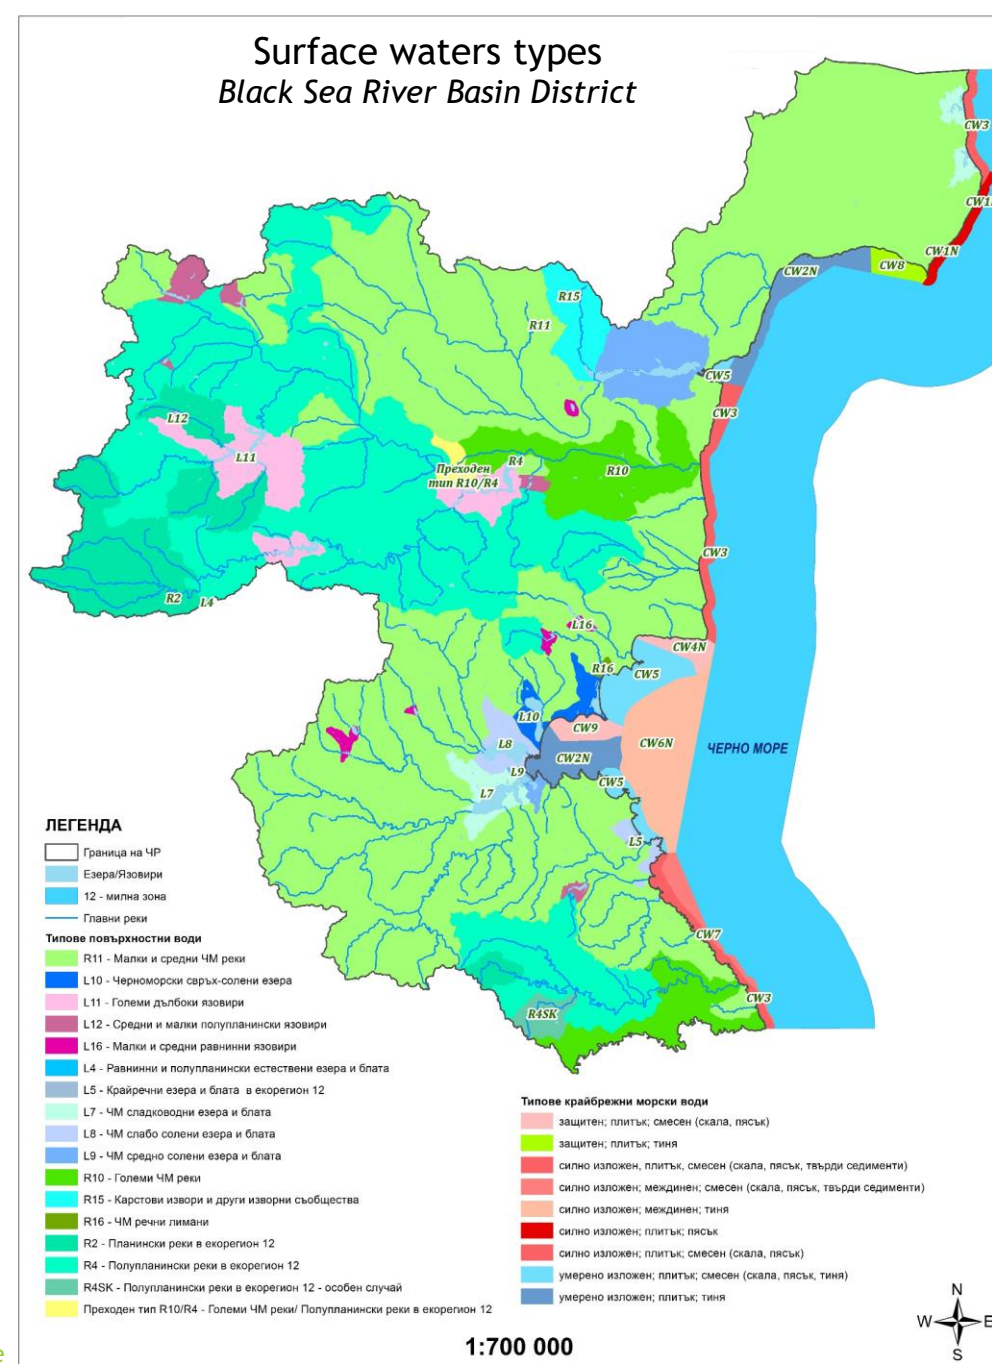 Surface waters types
Black Sea River Basin District
CW3
CW1N
CW8
CW2N
R15
R11
CW5
CW3
L12
L11
R4
Преходен
тип R10/R4
R10
CW3
R2
L4
L16
CW4N
R16
CW5
L10
CW9
CW6N
ЧЕРНО МОРЕ
L8
CW2N
L9
CW5
L7
L5
CW7
CW3
R4SK
ЛЕГЕНДА
Граница на ЧР
Езера/Язовири
12 - милна зона
Главни реки
Типове повърхностни води
R11 - Малки и средни ЧМ реки
L10 - Черноморски свръх-солени езера
L11 - Големи дълбоки язовири
L12 - Средни и малки полупланински язовири
L16 - Малки и средни равнинни язовири
L4 - Равнинни и полупланински естествени езера и блата
L5 - Крайречни езера и блата в екорегион 12
L7 - ЧМ сладководни езера и блата
L8 - ЧМ слабо солени езера и блата
L9 - ЧМ средно солени езера и блата
R10 - Големи ЧМ реки
R15 - Карстови извори и други изворни съобщества
R16 - ЧМ речни лимани
R2 - Планински реки в екорегион 12
R4 - Полупланински реки в екорегион 12
R4SK - Полупланински реки в екорегион 12 - особен случай
Преходен тип R10/R4 - Големи ЧМ реки/ Полупланински реки в екорегион 12
Типове крайбрежни морски води
защитен; плитък; смесен (скала, пясък)
защитен; плитък; тиня
силно изложен, плитък, смесен (скала, пясък, твърди седименти)
силно изложен; междинен; смесен (скала, пясък, твърди седименти)
силно изложен; междинен; тиня
силно изложен; плитък; пясък
силно изложен; плитък; смесен (скала, пясък)
умерено изложен; плитък; смесен (скала, пясък, тиня)
умерено изложен; плитък; тиня
1:700 000
N
W E
S